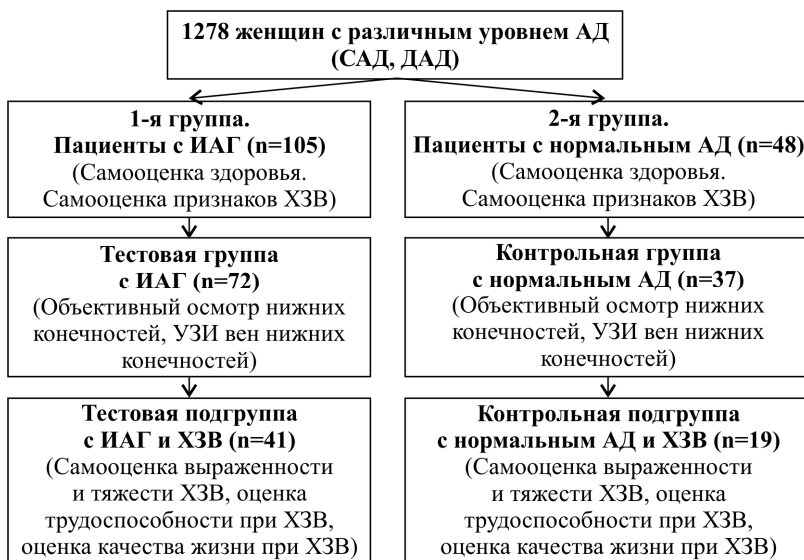 1278 женщин с различным уровнем АД
(САД, ДАД)
1-я группа.
Пациенты с ИАГ (n=105)
(Самооценка здоровья.
Самооценка признаков ХЗВ)
2-я группа.
Пациенты с нормальным АД (n=48)
(Самооценка здоровья.
Самооценка признаков ХЗВ)
Тестовая группа
с ИАГ (n=72)
(Объективный осмотр нижних
конечностей, УЗИ вен нижних
конечностей)
Контрольная группа
с нормальным АД (n=37)
(Объективный осмотр нижних
конечностей, УЗИ вен нижних
конечностей)
Тестовая подгруппа
с ИАГ и ХЗВ (n=41)
(Самооценка выраженности
и тяжести ХЗВ, оценка
трудоспособности при ХЗВ,
оценка качества жизни при ХЗВ)
Контрольная подгруппа
с нормальным АД и ХЗВ (n=19)
(Самооценка выраженности
и тяжести ХЗВ, оценка
трудоспособности при ХЗВ,
оценка качества жизни при ХЗВ)